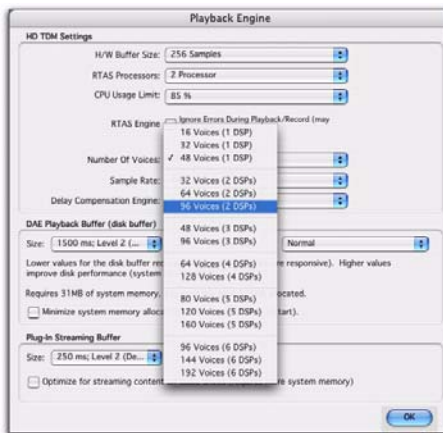 Playback Engine
HD TDM Settings
H/W Buffer Size: 256 Samples
RTAS Processors: 2 Processor
CPU Usage Limit: 85 %
RTAS Engine Ignore Errors During Playback/Record (may
Number Of Voices:
Sample Rate:
Delay Compensation Engine:
16 Voices (1 DSP)
32 Voices (1 DSP)
✓ 48 Voices (1 DSP)
32 Voices (2 DSPs)
64 Voices (2 DSPs)
96 Voices (2 DSPs)
48 Voices (3 DSPs)
96 Voices (3 DSPs)
64 Voices (4 DSPs)
128 Voices (4 DSPs)
80 Voices (5 DSPs)
120 Voices (5 DSPs)
160 Voices (5 DSPs)
96 Voices (6 DSPs)
144 Voices (6 DSPs)
192 Voices (6 DSPs)
DAE Playback Buffer (disk buffer)
Size: 1500 ms; Level 2 (... Normal
Lower values for the disk buffer re responsive). Higher values
improve disk performance (system
Requires 31MB of system memory. ocated.
Minimize system memory alloca tart).
Plug-In Streaming Buffer
Size: 250 ms; Level 2 (De...
Optimize for streaming content re system memory)
OK